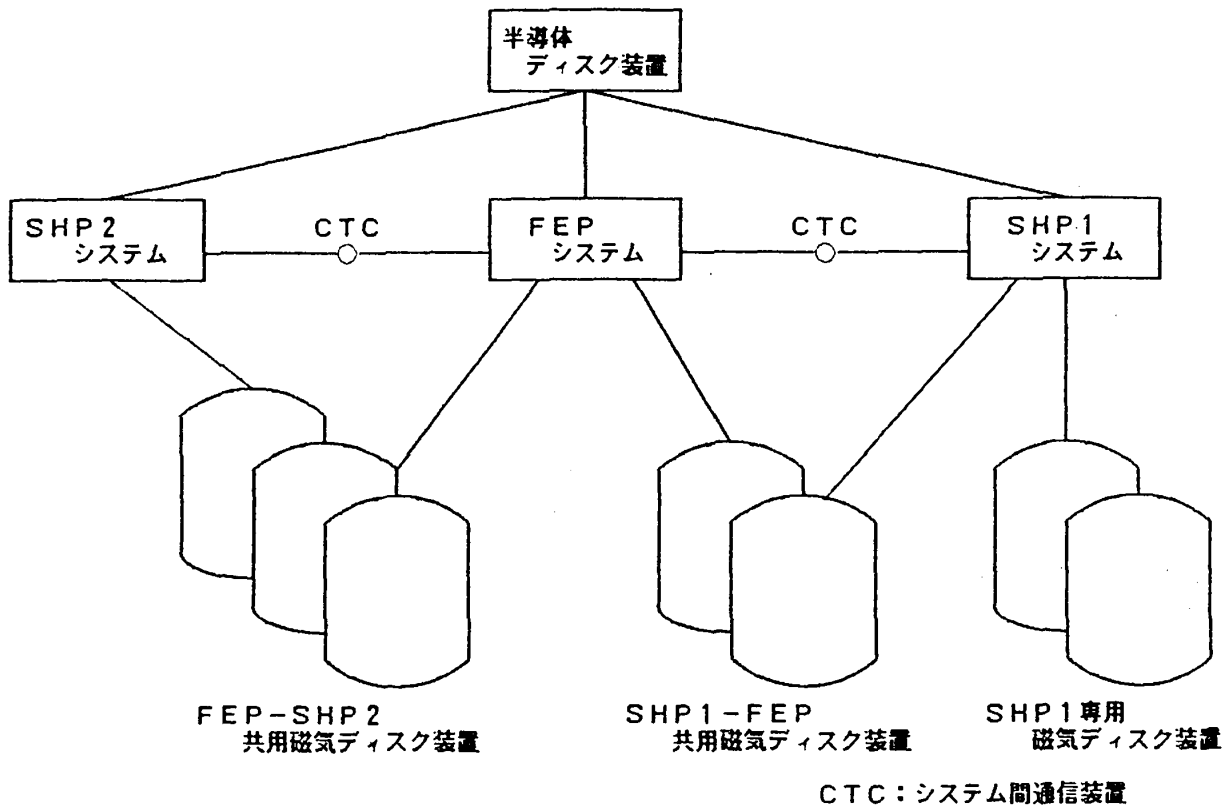 半導体
ディスク装置
SHP2
システム
CTC
FEP
システム
CTC
SHP1
システム
FEP-SHP2
共用磁気ディスク装置
SHP1-FEP
共用磁気ディスク装置
SHP1専用
磁気ディスク装置
CTC:システム間通信装置